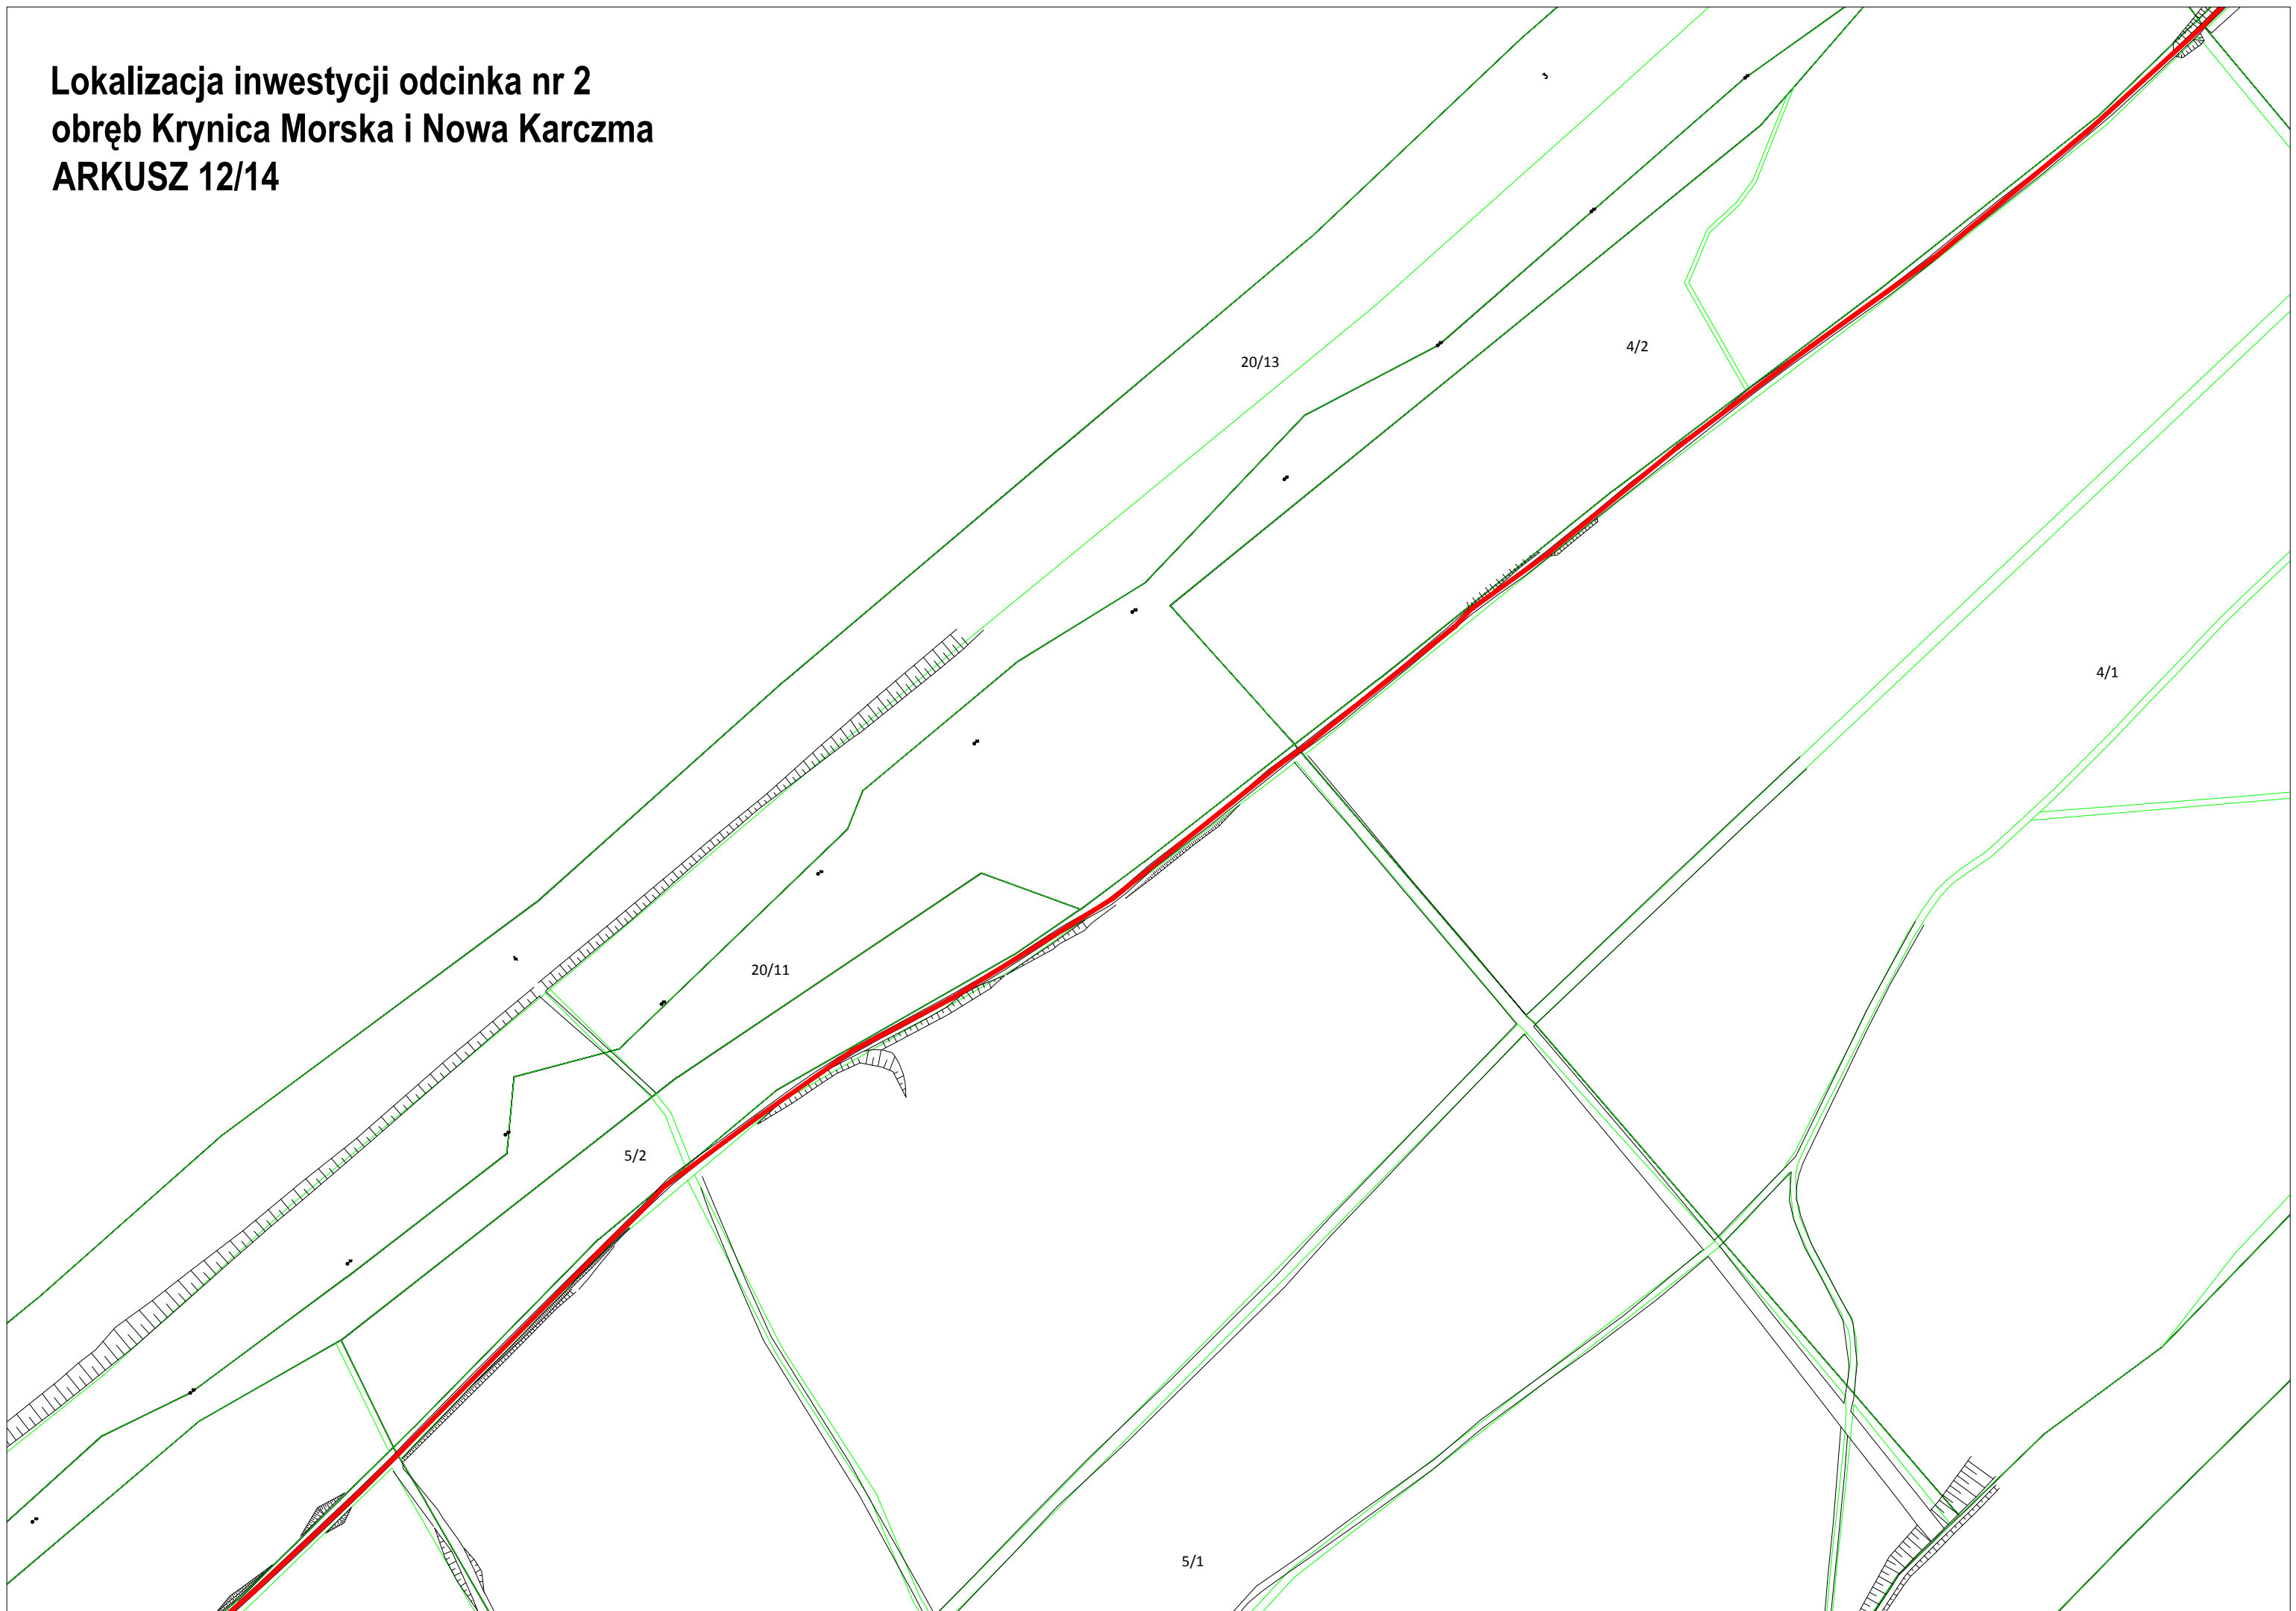 Lokalizacja inwestycji odcinka nr 2
obręb Krynica Morska i Nowa Karczma
ARKUSZ 12/14
20/13
4/2
4/1
20/11
5/2
5/1